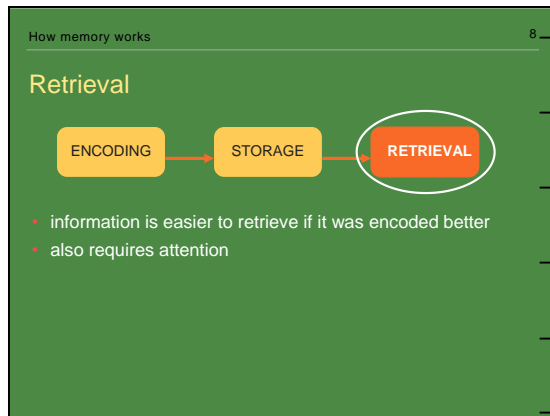 How memory works 8
Retrieval
ENCODING STORAGE RETRIEVAL
• information is easier to retrieve if it was encoded better
• also requires attention